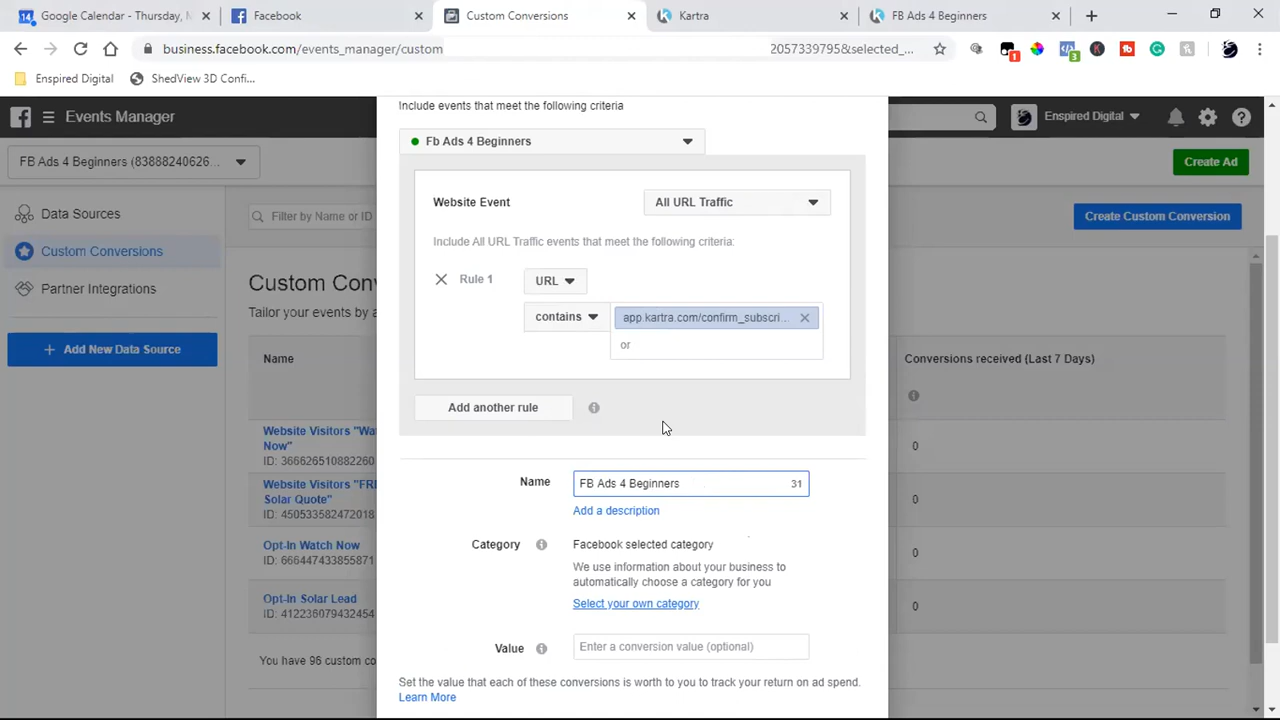 Google Calendar - Thursday, N
Facebook
Custom Conversions
Kartra
FB Ads 4 Beginners
business.facebook.com/events_manager/custom
2057339795&selected_...
1
3
Enspired Digital
ShedView 3D Confi...
Events Manager
Enspired Digital
FB Ads 4 Beginners (83888240626...
Create Ad
Data Sources
Custom Conversions
Partner Integrations
Add New Data Source
Filter by Name or ID
Create Custom Conversion
Custom Con
Tailor your events by a
Name
Conversions received (Last 7 Days)
Website Visitors "Wat
Now"
ID: 366626510882260
0
Website Visitors "FRE
Solar Quote"
ID: 450533582472018
0
Opt-In Watch Now
ID: 666447433855871
0
Opt-In Solar Lead
ID: 412236079432454
0
You have 96 custom co
Include events that meet the following criteria
Fb Ads 4 Beginners
Website Event
All URL Traffic
Include All URL Traffic events that meet the following criteria:
Rule 1
URL
contains
app.kartra.com/confirm_subscri...
or
Add another rule
Name
FB Ads 4 Beginners
31
Add a description
Category
Facebook selected category
We use information about your business to
automatically choose a category for you
Select your own category
Value
Enter a conversion value (optional)
Set the value that each of these conversions is worth to you to track your return on ad spend.
Learn More